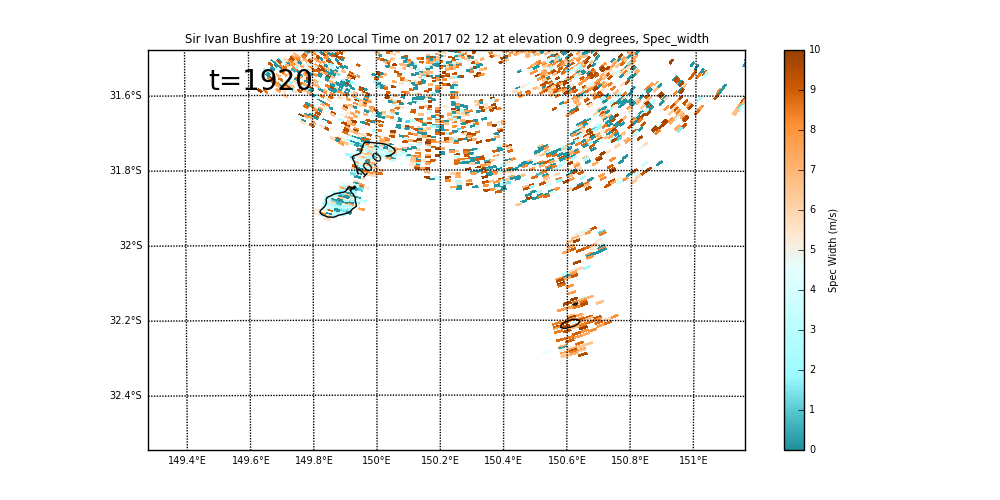 Sir Ivan Bushfire at 19:20 Local Time on 2017 02 12 at elevation 0.9 degrees, Spec_width
t=1920
31.6°S
31.8°S
32°S
32.2°S
32.4°S
149.4°E 149.6°E 149.8°E 150°E 150.2°E 150.4°E 150.6°E 150.8°E 151°E
10
9
8
7
6
5
4
3
2
1
0
Spec Width (m/s)